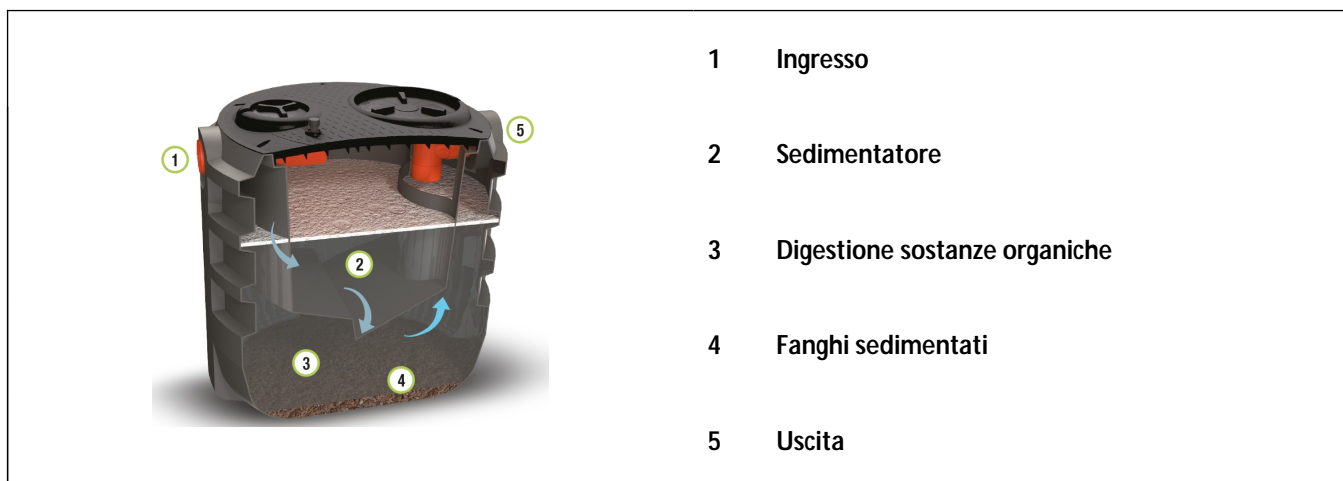 1 Ingresso
2 Sedimentatore
3 Digestione sostanze organiche
4 Fanghi sedimentati
5 Uscita
1
5
2
3
4